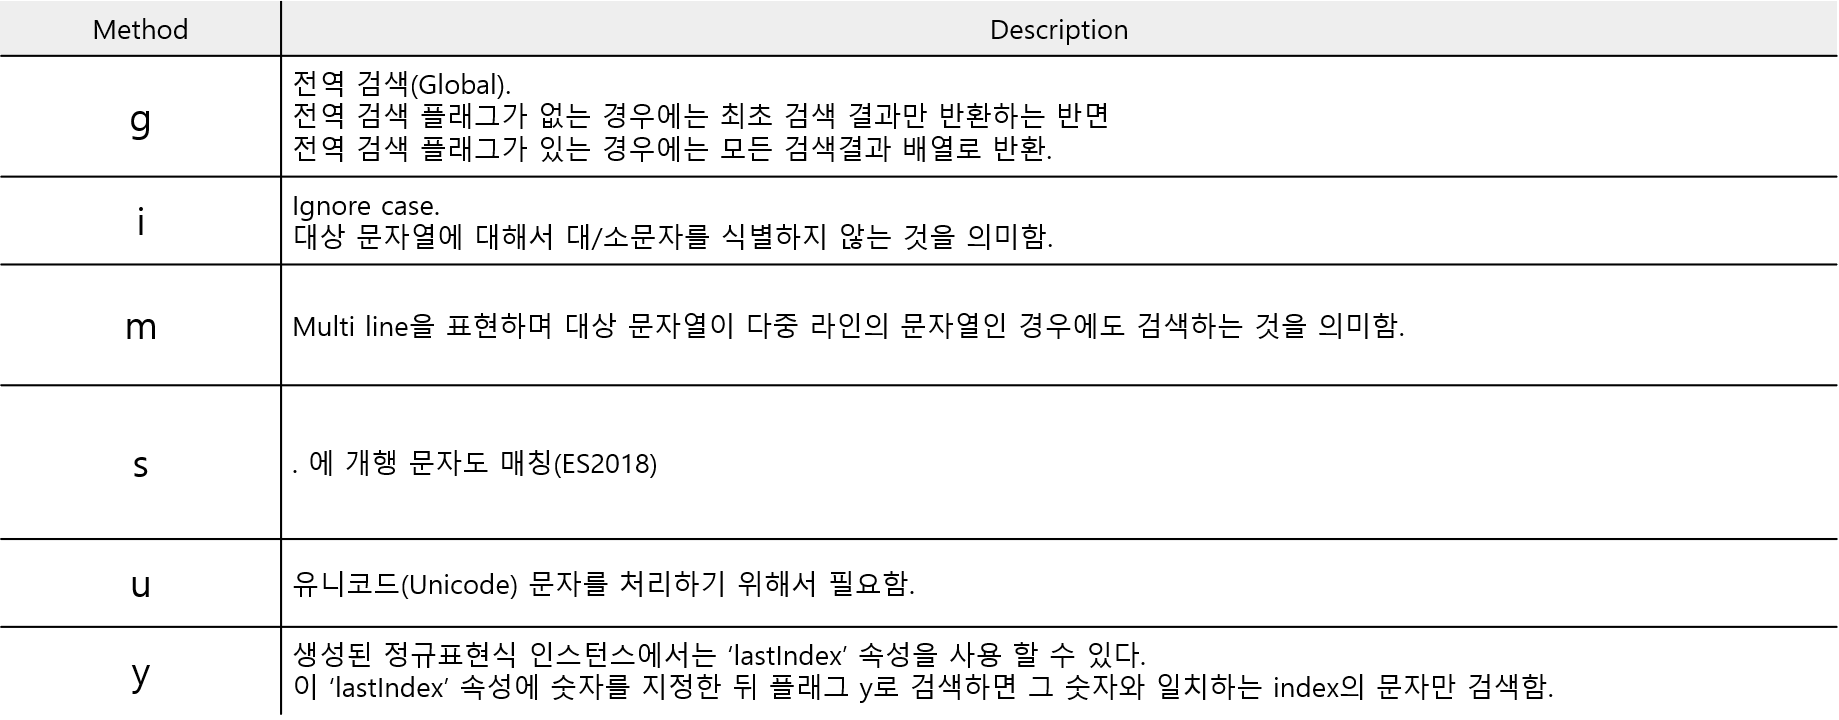 Method
Description
g
전역 검색(Global).
전역 검색 플래그가 없는 경우에는 최초 검색 결과만 반환하는 반면
전역 검색 플래그가 있는 경우에는 모든 검색결과 배열로 반환.
i
Ignore case.
대상 문자열에 대해서 대/소문자를 식별하지 않는 것을 의미함.
m
Multi line을 표현하며 대상 문자열이 다중 라인의 문자열인 경우에도 검색하는 것을 의미함.
s
. 에 개행 문자도 매칭(ES2018)
u
유니코드(Unicode) 문자를 처리하기 위해서 필요함.
y
생성된 정규표현식 인스턴스에서는 ‘lastIndex’ 속성을 사용 할 수 있다.
이 ‘lastIndex’ 속성에 숫자를 지정한 뒤 플래그 y로 검색하면 그 숫자와 일치하는 index의 문자만 검색함.